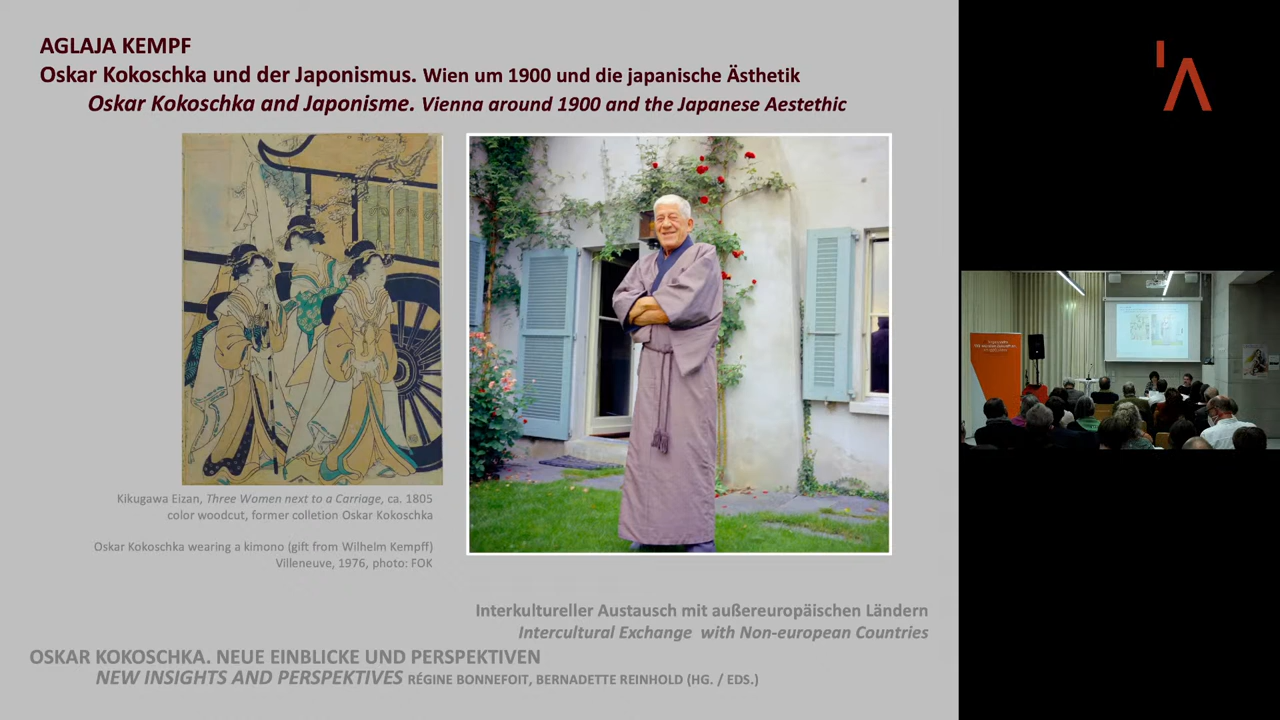 AGLAJA KEMPF
Oskar Kokoschka und der Japonismus. Wien um 1900 und die japanische Ästhetik
Oskar Kokoschka and Japonisme. Vienna around 1900 and the Japanese Aestethic
Kikugawa Eizan, Three Women next to a Carriage, ca. 1805
color woodcut, former colletion Oskar Kokoschka
Oskar Kokoschka wearing a kimono (gift from Wilhelm Kempff)
Villeneuve, 1976, photo: FOK
Interkultureller Austausch mit außereuropäischen Ländern
Intercultural Exchange with Non-european Countries
OSKAR KOKOSCHKA. NEUE EINBLICKE UND PERSPEKTIVEN
NEW INSIGHTS AND PERSPEKTIVES RÉGINE BONNEFOIT, BERNADETTE REINHOLD (HG. / EDS.)